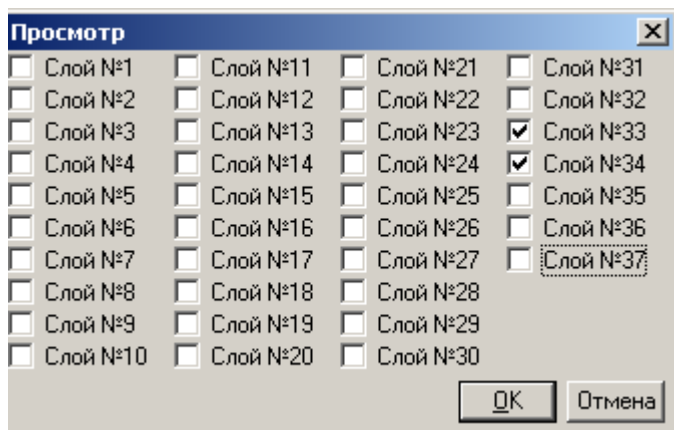 Просмотр
Слой №1 Слой №11 Слой №21 Слой №31
Слой №2 Слой №12 Слой №22 Слой №32
Слой №3 Слой №13 Слой №23 Слой №33
Слой №4 Слой №14 Слой №24 Слой №34
Слой №5 Слой №15 Слой №25 Слой №35
Слой №6 Слой №16 Слой №26 Слой №36
Слой №7 Слой №17 Слой №27 Слой №37
Слой №8 Слой №18 Слой №28
Слой №9 Слой №19 Слой №29
Слой №10 Слой №20 Слой №30
OK Отмена